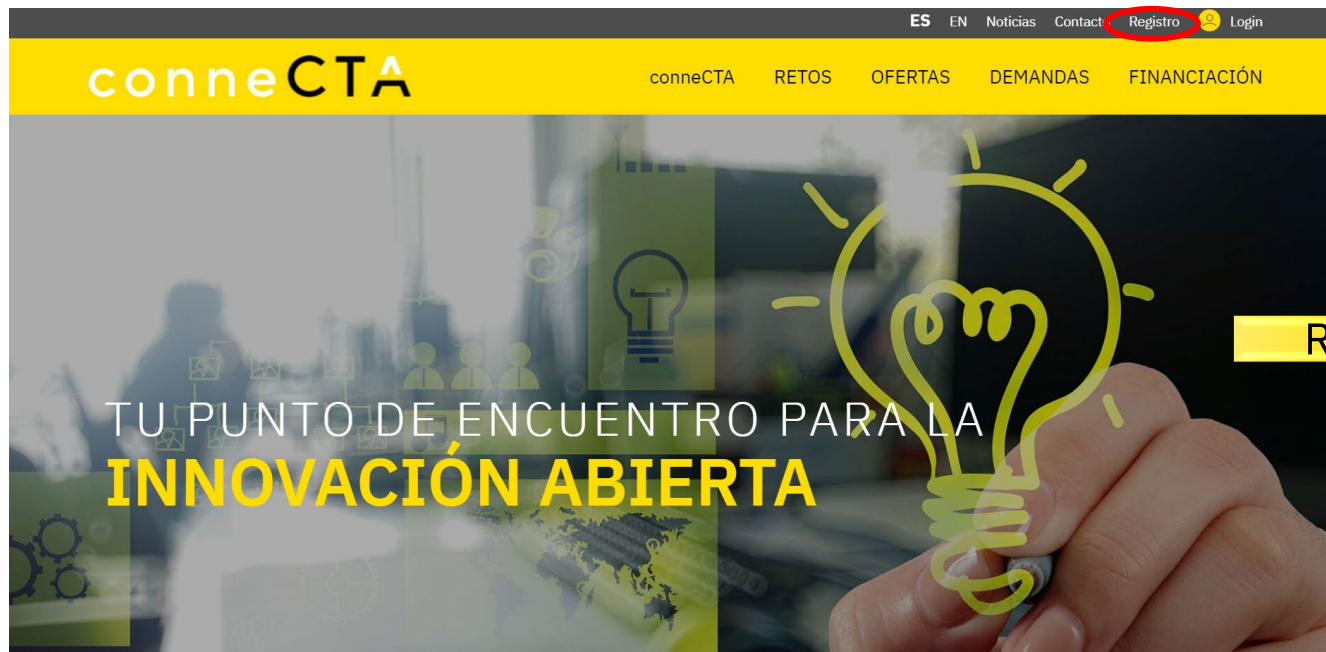 ES EN Noticias Contacto Registro Login
conneCTA conneCTA RETOS OFERTAS DEMANDAS FINANCIACIÓN
R
TU PUNTO DE ENCUENTRO PARA LA
INNOVACIÓN ABIERTA